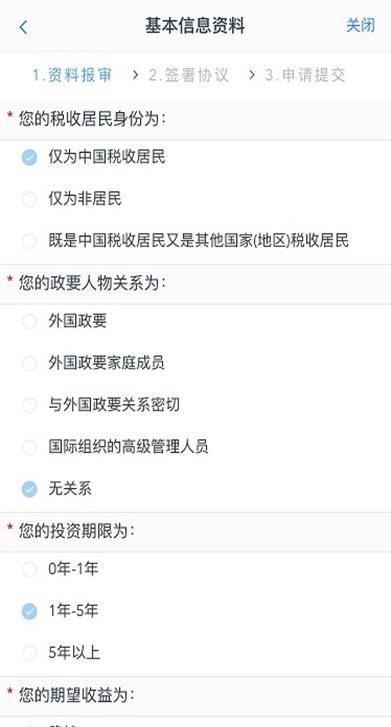 基本信息资料
关闭
1.资料报审 > 2.签署协议 > 3.申请提交
* 您的税收居民身份为:
仅为中国税收居民
仅为非居民
既是中国税收居民又是其他国家(地区)税收居民
* 您的政要人物关系为:
外国政要
外国政要家庭成员
与外国政要关系密切
国际组织的高级管理人员
无关系
* 您的投资期限为:
0年-1年
1年-5年
5年以上
* 您的期望收益为: